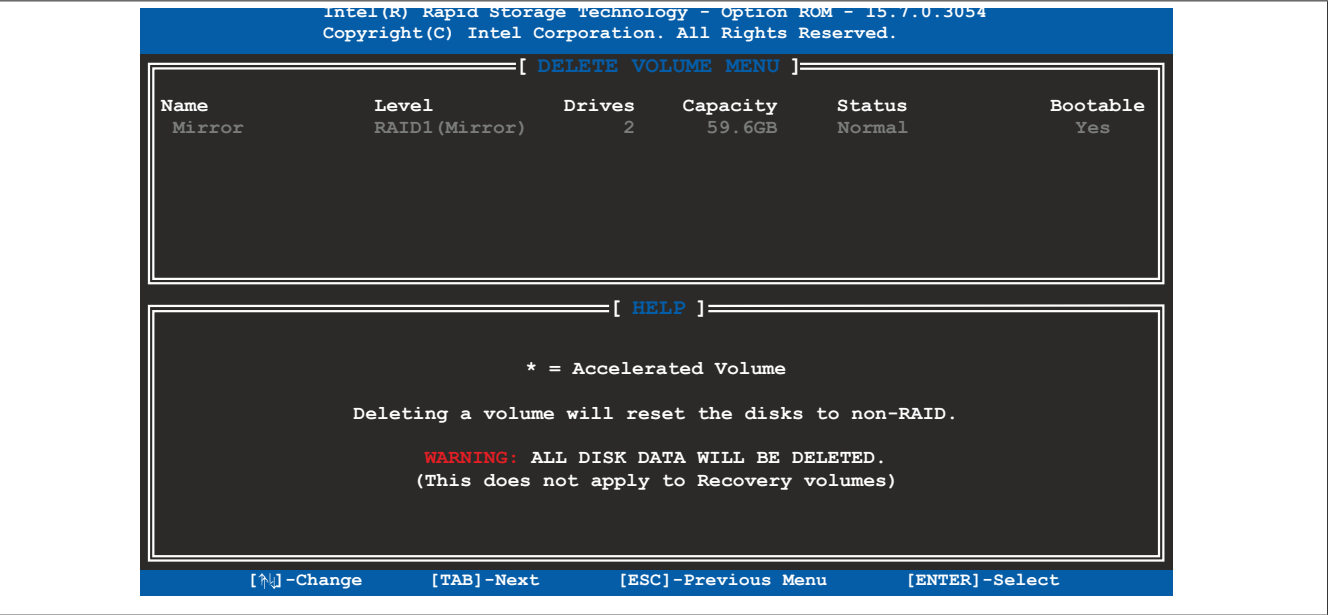 Intel(R) Rapid Storage Technology - Option ROM - 15.7.0.3054
Copyright(C) Intel Corporation. All Rights Reserved.
[ DELETE VOLUME MENU ]
Name Level Drives Capacity Status Bootable
Mirror RAID1(Mirror) 2 59.6GB Normal Yes
[ HELP ]
* = Accelerated Volume
Deleting a volume will reset the disks to non-RAID.
WARNING: ALL DISK DATA WILL BE DELETED.
(This does not apply to Recovery volumes)
[↑↓]-Change [TAB]-Next [ESC]-Previous Menu [ENTER]-Select